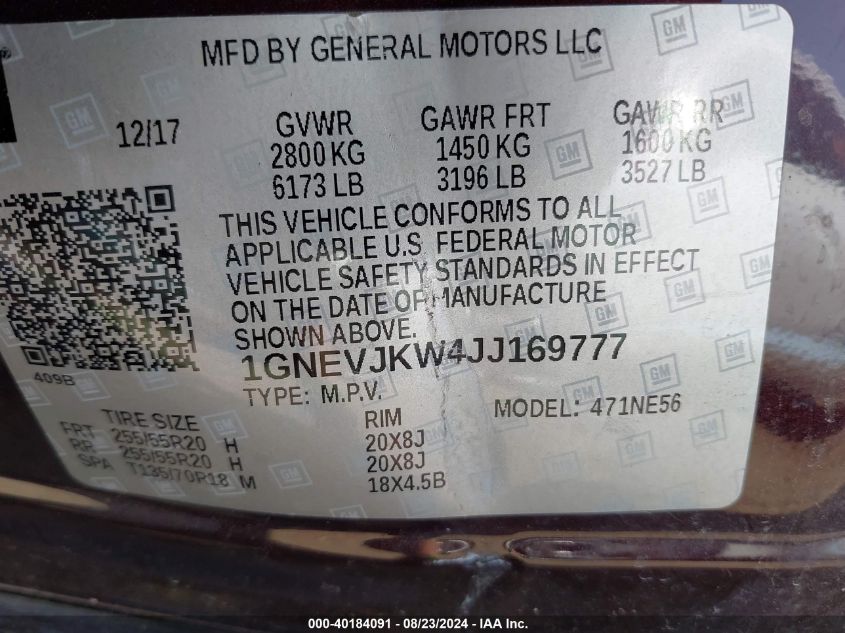 MFD BY GENERAL MOTORS LLC
12/17 GVWR GAWR FRT GAWR RR
2800 KG 1450 KG 1600 KG
6173 LB 3196 LB 3527 LB
THIS VEHICLE CONFORMS TO ALL
APPLICABLE U.S. FEDERAL MOTOR
VEHICLE SAFETY STANDARDS IN EFFECT
ON THE DATE OF MANUFACTURE
SHOWN ABOVE.
1GNEVJKW4JJ169777
409B
TYPE: M.P.V. MODEL: 471NE56
TIRE SIZE RIM
FRT 255/55R20 H 20X8J
RR 255/55R20 H 20X8J
SPA T135/70R18 M 18X4.5B
GM
000-40184091 - 08/23/2024 - IAA Inc.